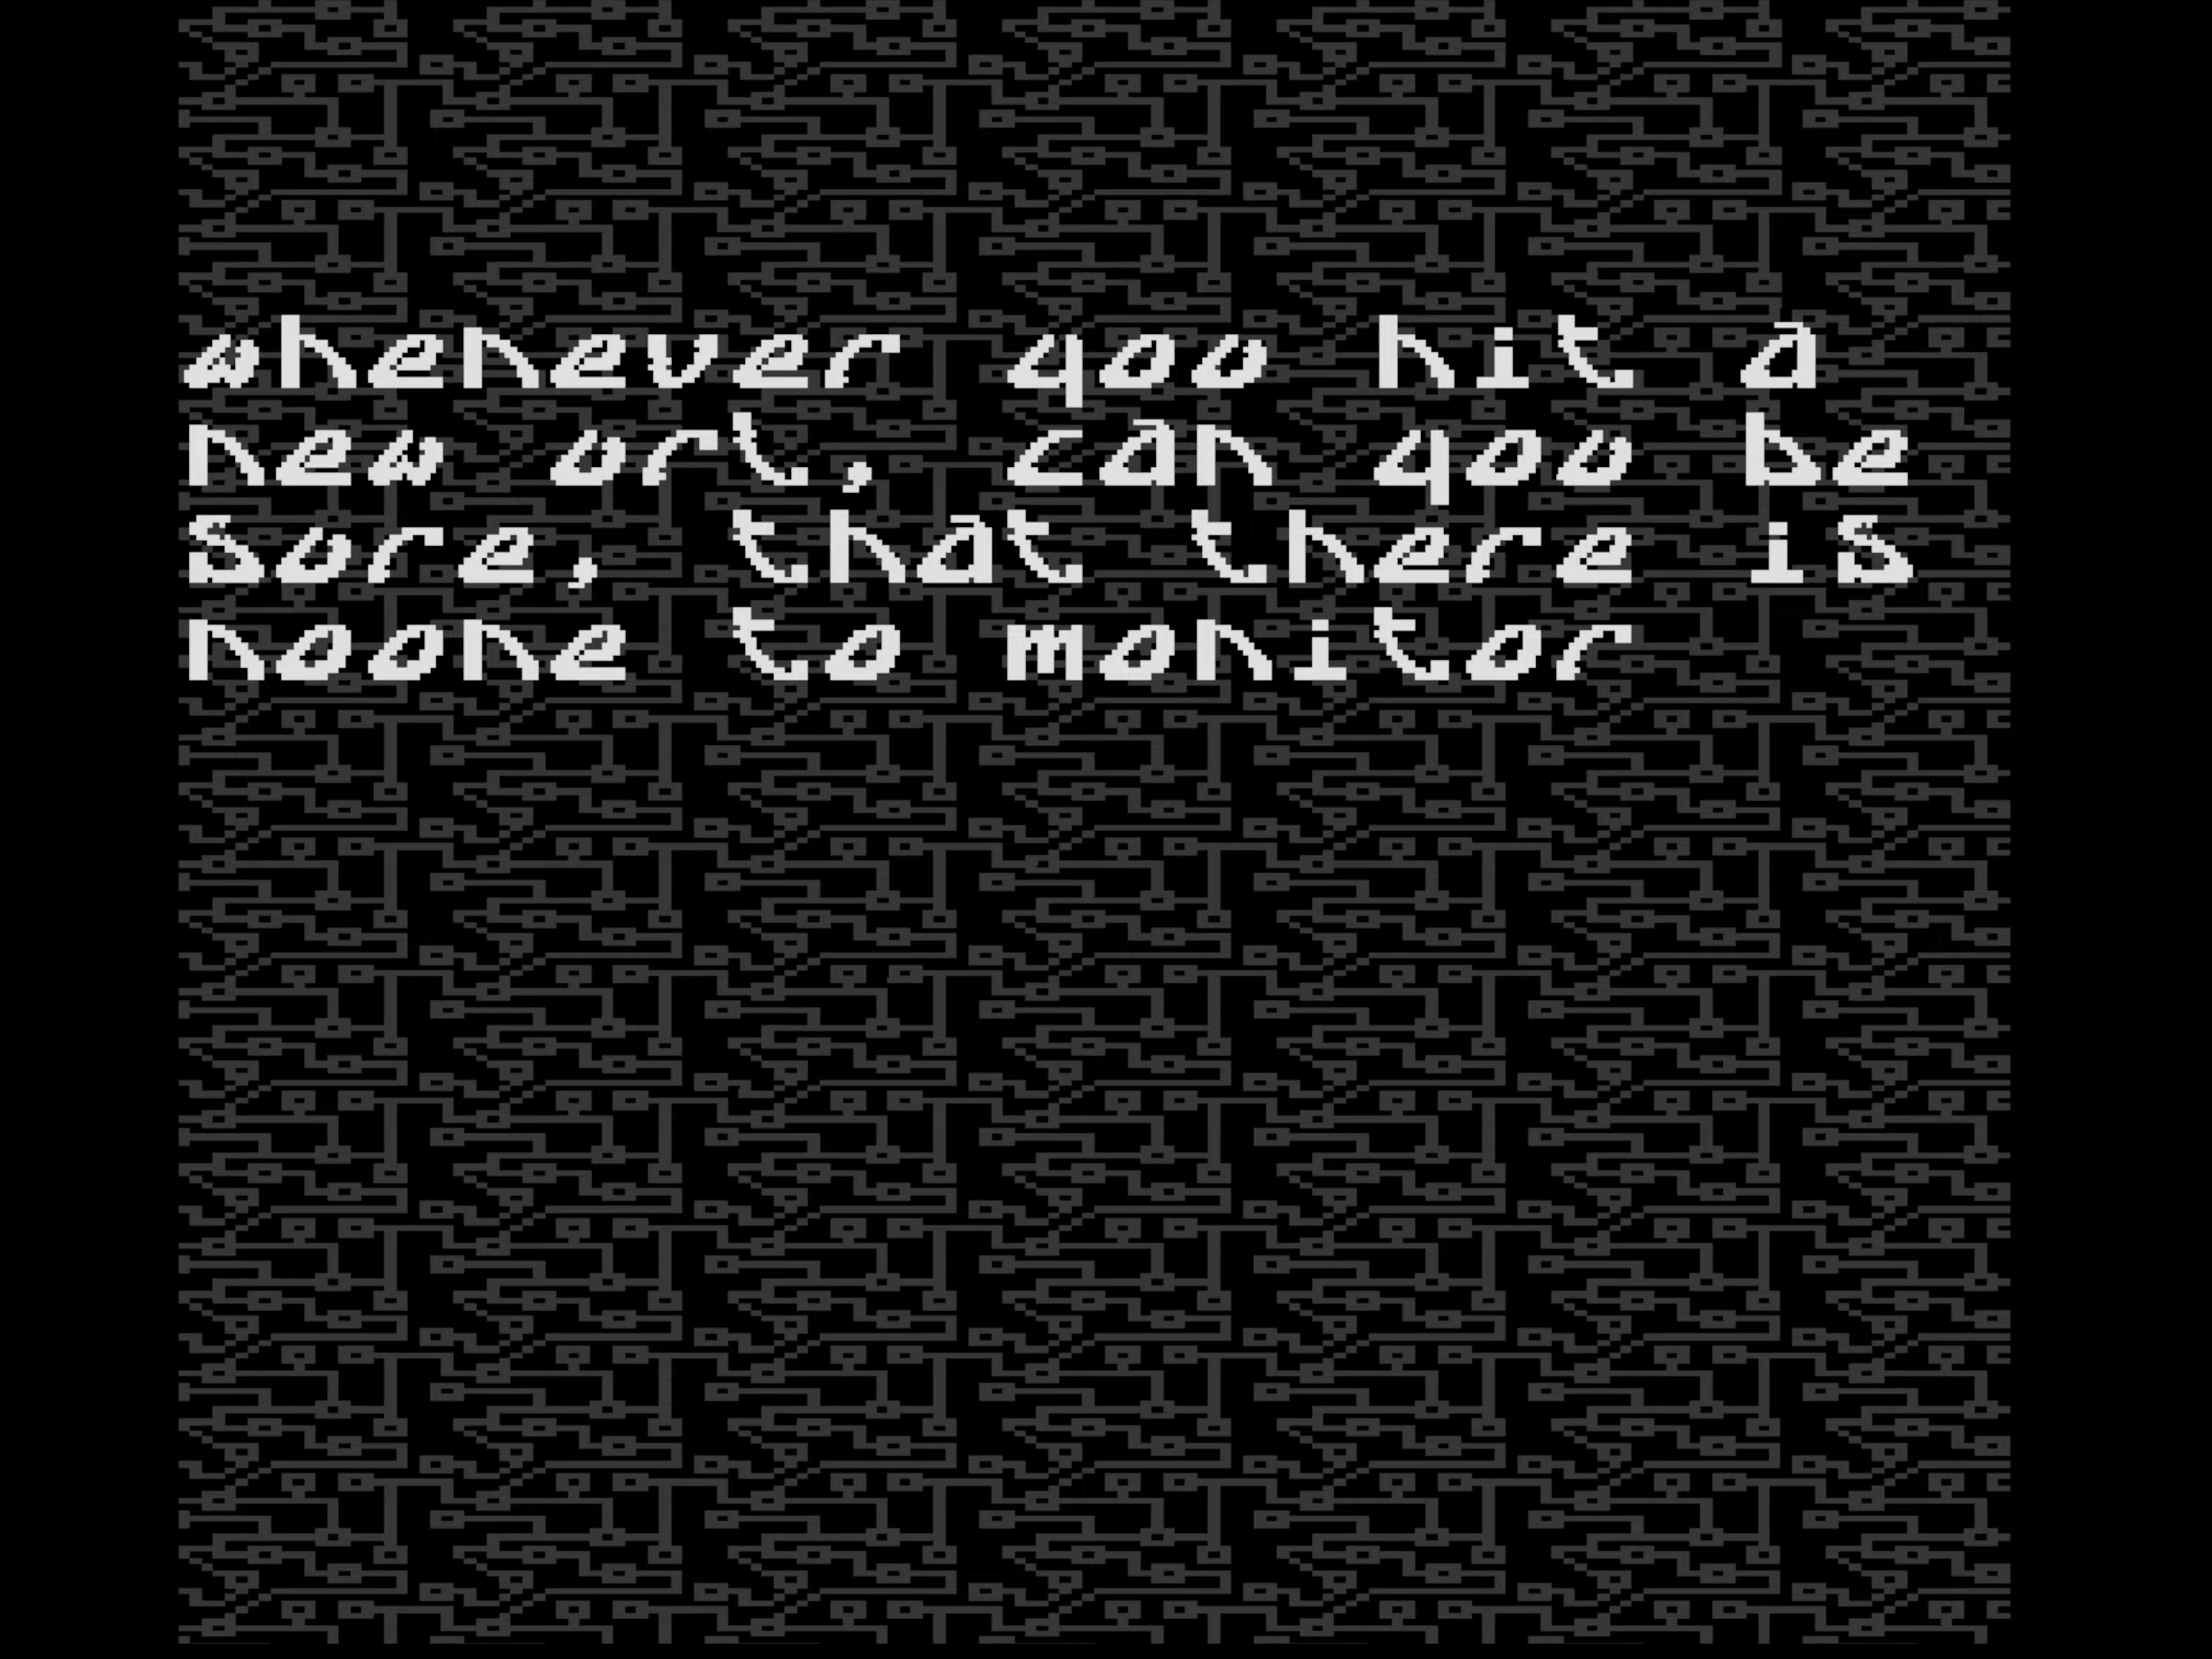 whenever you hit a
new url, can you be
sure, that there is
noone to monitor